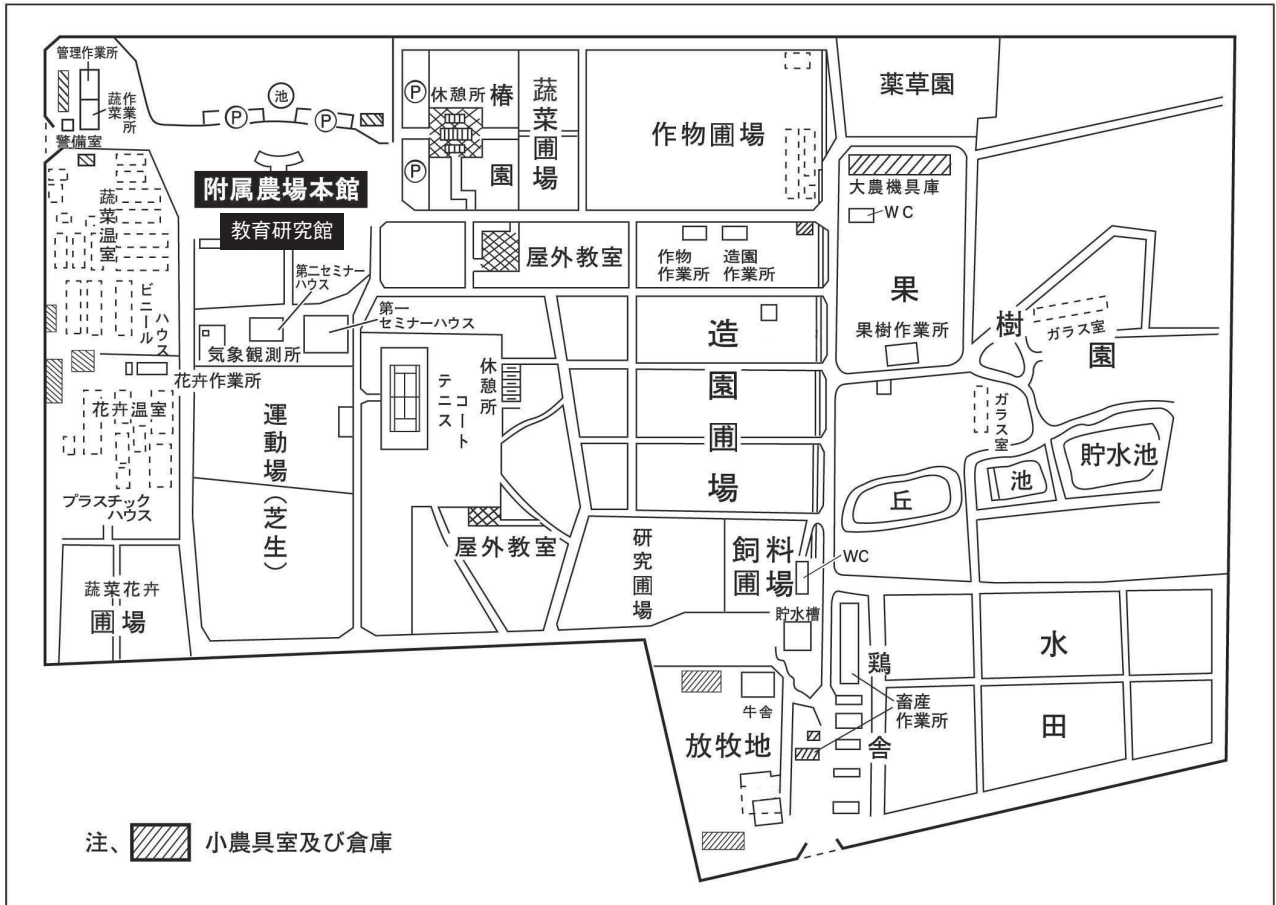 管理作業所
蔬菜
作業所
警備室
池
P
P
P
P
休憩所
椿園
蔬菜圃場
作物圃場
薬草園
大農機具庫
WC
附属農場本館
教育研究館
蔬菜温室
ビニール
ハウス
第二セミナー
ハウス
第一
セミナーハウス
気象観測所
屋外教室
作物
作業所
造園
作業所
果樹園
果樹作業所
ガラス室
ガラス室
花卉作業所
花卉温室
プラスチック
ハウス
運動場(芝生)
テニス
コート
休憩所
造園圃場
丘
池
貯水池
屋外教室
研究圃場
飼料
圃場
WC
貯水槽
蔬菜花卉
圃場
鶏舎
畜産
作業所
水田
牛舎
放牧地
注、 小農具室及び倉庫